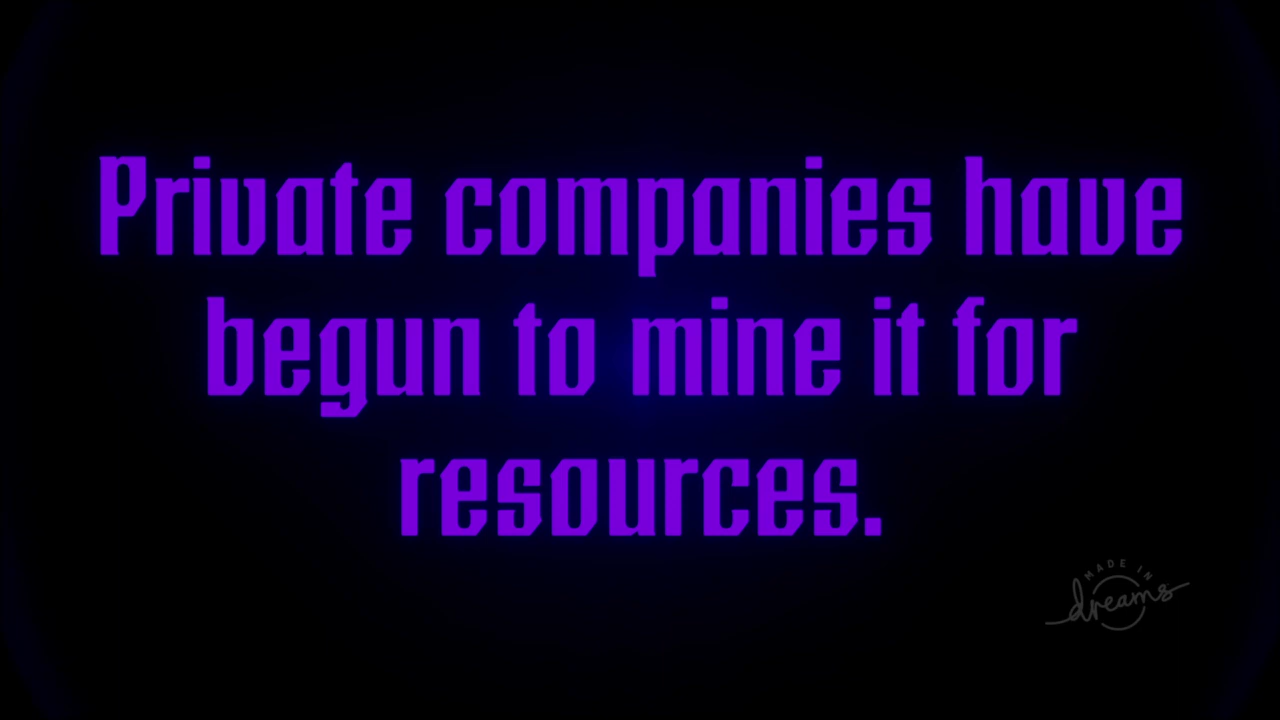 Private companies have
begun to mine it for
resources.
MADE IN
dreams